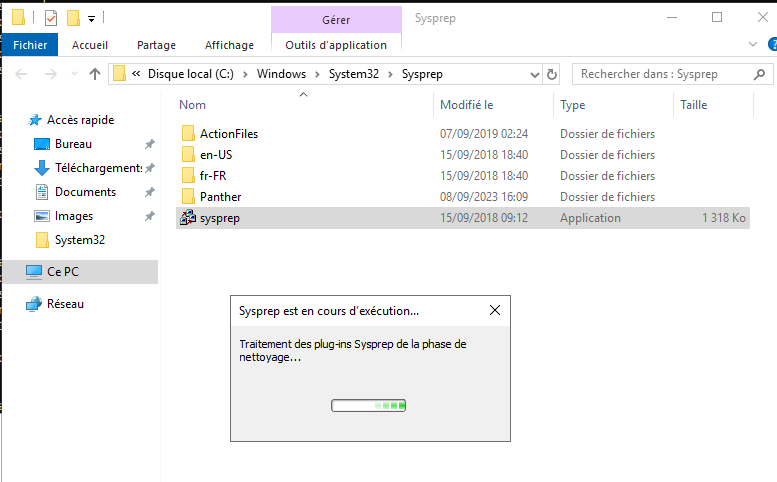 Gérer
Sysprep
Fichier
Accueil
Partage
Affichage
Outils d'application
« Disque local (C:) > Windows > System32 > Sysprep
Rechercher dans : Sysprep
Nom
Modifié le
Type
Taille
Accès rapide
Bureau
Téléchargements
Documents
Images
System32
Ce PC
Réseau
ActionFiles 07/09/2019 02:24 Dossier de fichiers
en-US 15/09/2018 18:40 Dossier de fichiers
fr-FR 15/09/2018 18:40 Dossier de fichiers
Panther 08/09/2023 16:09 Dossier de fichiers
sysprep 15/09/2018 09:12 Application 1 318 Ko
Sysprep est en cours d'exécution...
Traitement des plug-ins Sysprep de la phase de
nettoyage...